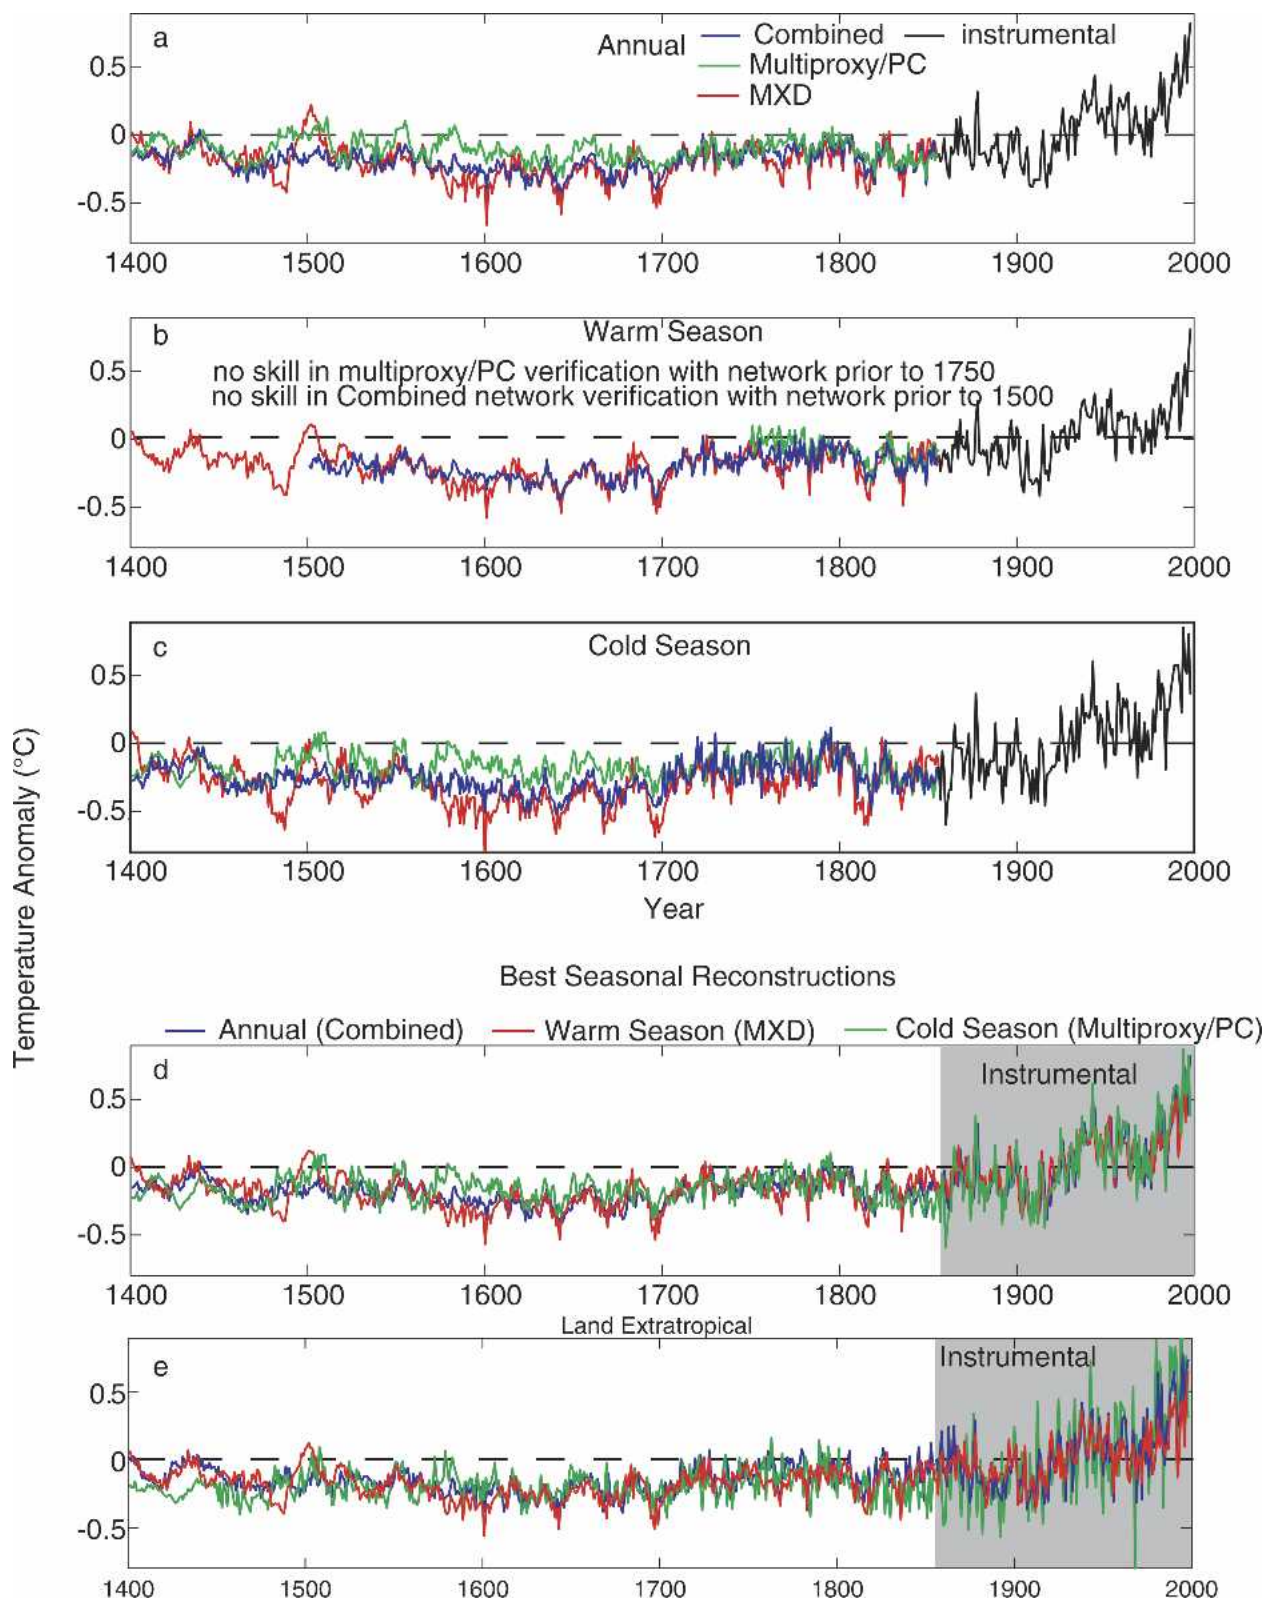 a
Annual
Combined
instrumental
Multiproxy/PC
MXD
0.5
0
-0.5
1400 1500 1600 1700 1800 1900 2000
b
Warm Season
no skill in multiproxy/PC verification with network prior to 1750
no skill in Combined network verification with network prior to 1500
0.5
0
-0.5
1400 1500 1600 1700 1800 1900 2000
c
Cold Season
0.5
0
-0.5
1400 1500 1600 1700 1800 1900 2000
Year
Temperature Anomaly (°C)
Best Seasonal Reconstructions
Annual (Combined) Warm Season (MXD) Cold Season (Multiproxy/PC)
d
Instrumental
0.5
0
-0.5
1400 1500 1600 1700 1800 1900 2000
Land Extratropical
e
Instrumental
0.5
0
-0.5
1400 1500 1600 1700 1800 1900 2000